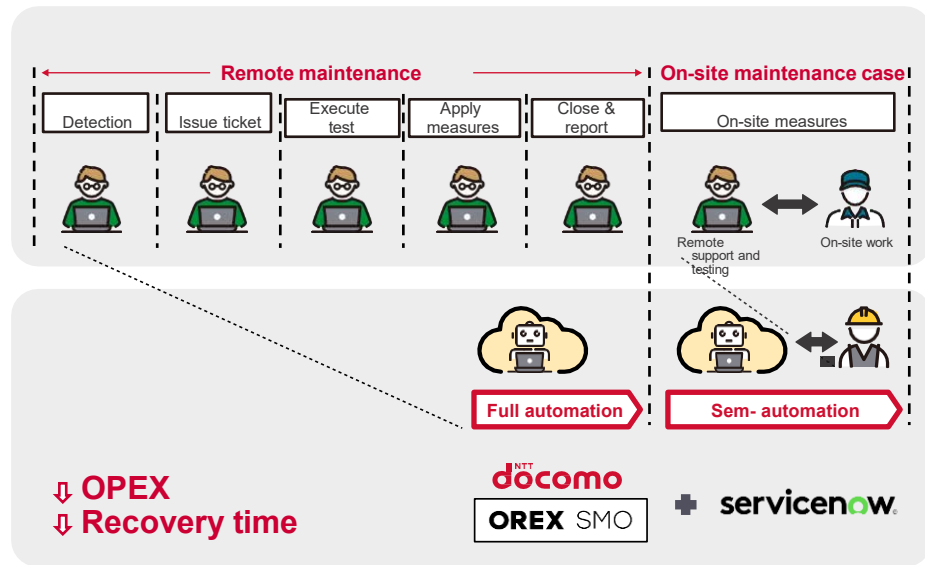 Remote maintenance
On-site maintenance case
Detection
Issue ticket
Execute
test
Apply
measures
Close &
report
On-site measures
Remote
support and
testing
On-site work
Full automation
Sem- automation
OPEX
Recovery time
NTT
docomo
OREX SMO
servicenow